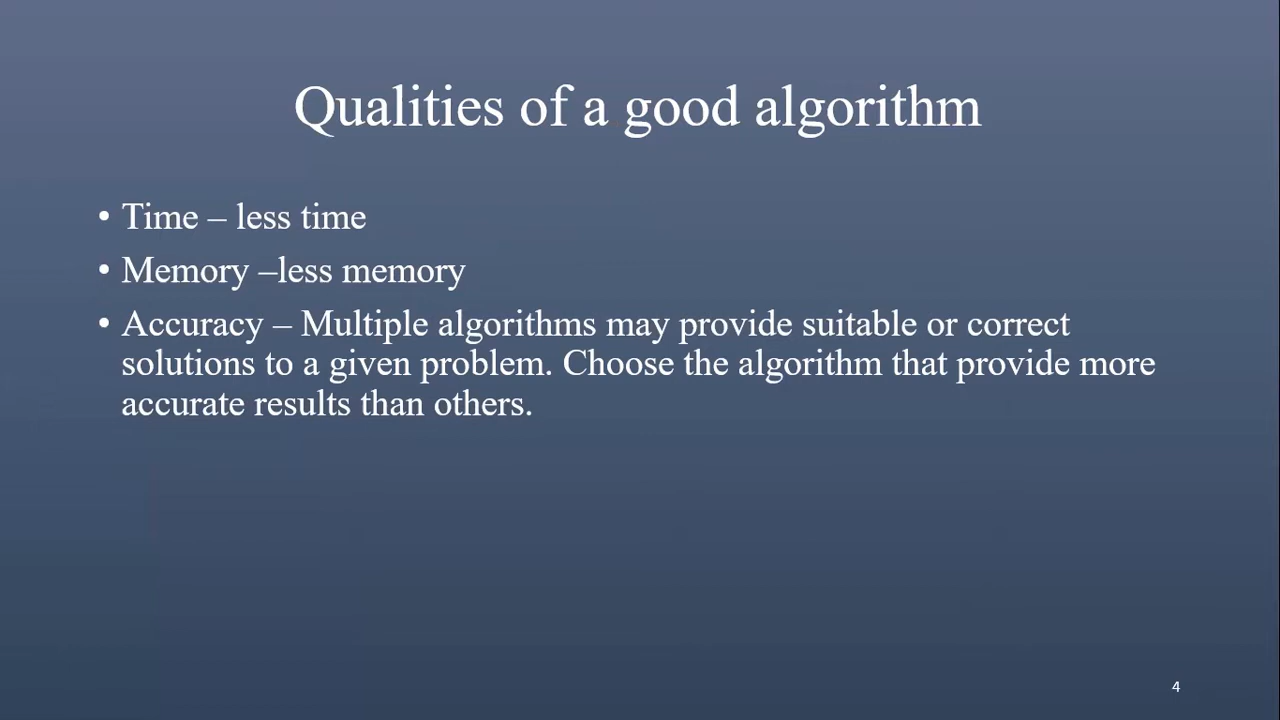 Qualities of a good algorithm
• Time – less time
• Memory –less memory
• Accuracy – Multiple algorithms may provide suitable or correct
solutions to a given problem. Choose the algorithm that provide more
accurate results than others.
4